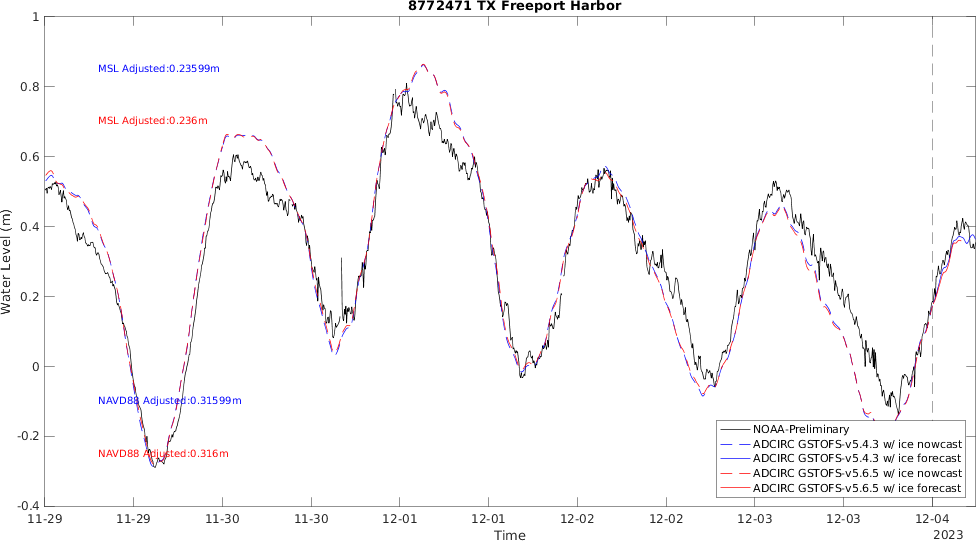 8772471 TX Freeport Harbor
Water Level (m)
1
0.8
0.6
0.4
0.2
0
-0.2
-0.4
MSL Adjusted:0.23599m
MSL Adjusted:0.236m
NAVD88 Adjusted:0.31599m
NAVD88 Adjusted:0.316m
NOAA-Preliminary
ADCIRC GSTOFS-v5.4.3 w/ ice nowcast
ADCIRC GSTOFS-v5.4.3 w/ ice forecast
ADCIRC GSTOFS-v5.6.5 w/ ice nowcast
ADCIRC GSTOFS-v5.6.5 w/ ice forecast
11-29 11-29 11-30 11-30 12-01 12-01 12-02 12-02 12-03 12-03 12-04
Time
2023